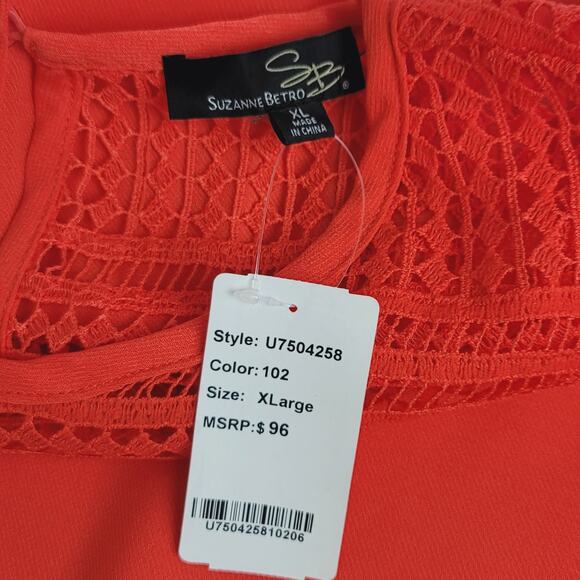 SB
SUZANNE BETRO ®
XL
MADE
IN CHINA
Style: U7504258
Color: 102
Size: XLarge
MSRP:$ 96
U750425810206